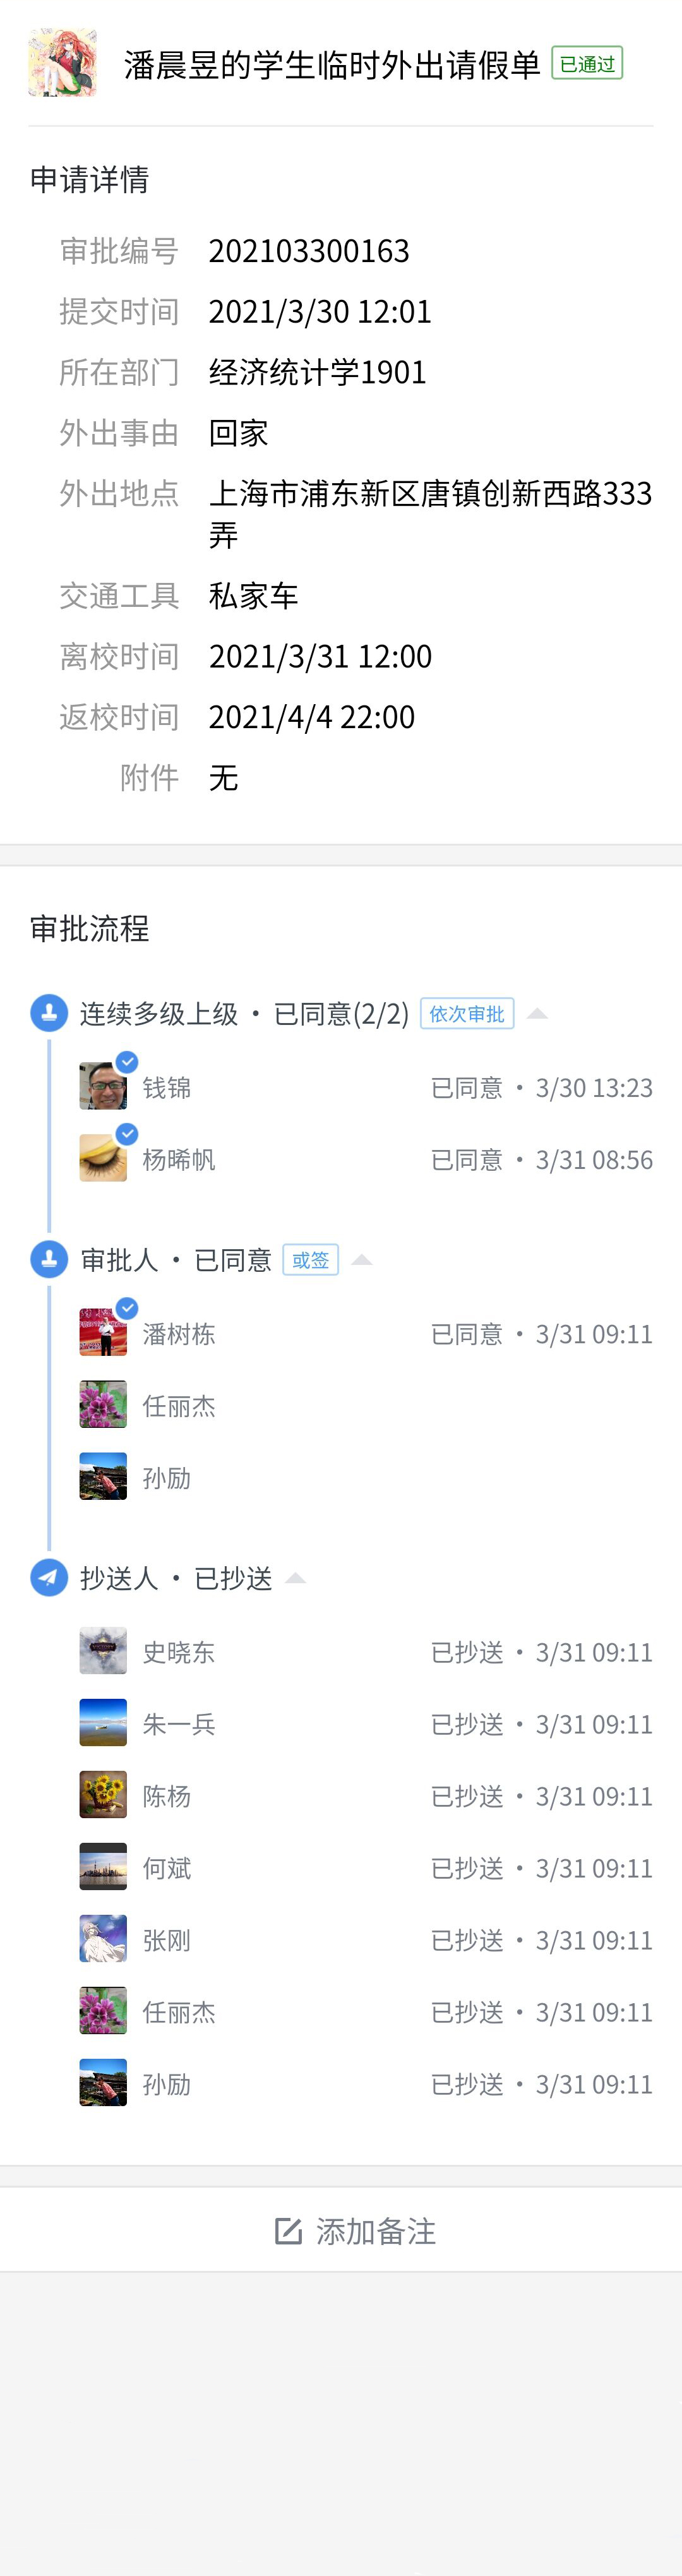 潘晨昱的学生临时外出请假单 已通过
申请详情
审批编号 202103300163
提交时间 2021/3/30 12:01
所在部门 经济统计学1901
外出事由 回家
外出地点 上海市浦东新区唐镇创新西路333
弄
交通工具 私家车
离校时间 2021/3/31 12:00
返校时间 2021/4/4 22:00
附件 无
审批流程
连续多级上级 · 已同意(2/2) 依次审批
钱锦 已同意 · 3/30 13:23
杨晞帆 已同意 · 3/31 08:56
审批人 · 已同意 或签
潘树栋 已同意 · 3/31 09:11
任丽杰
孙励
抄送人 · 已抄送
史晓东 已抄送 · 3/31 09:11
朱一兵 已抄送 · 3/31 09:11
陈杨 已抄送 · 3/31 09:11
何斌 已抄送 · 3/31 09:11
张刚 已抄送 · 3/31 09:11
任丽杰 已抄送 · 3/31 09:11
孙励 已抄送 · 3/31 09:11
添加备注